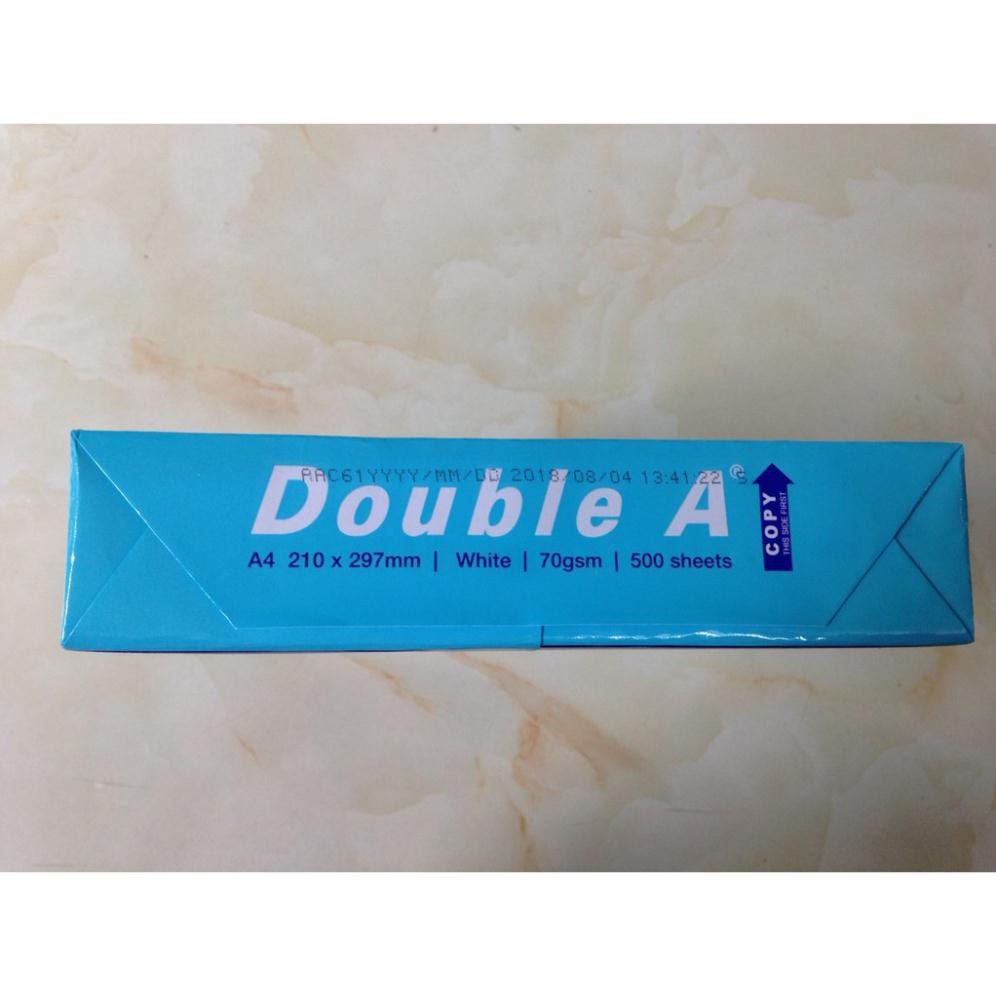 AAC61YYYY/MM/DD 2018/08/04 13:41:22 S
Double A®
A4 210 x 297mm | White | 70gsm | 500 sheets
COPY
THIS SIDE FIRST